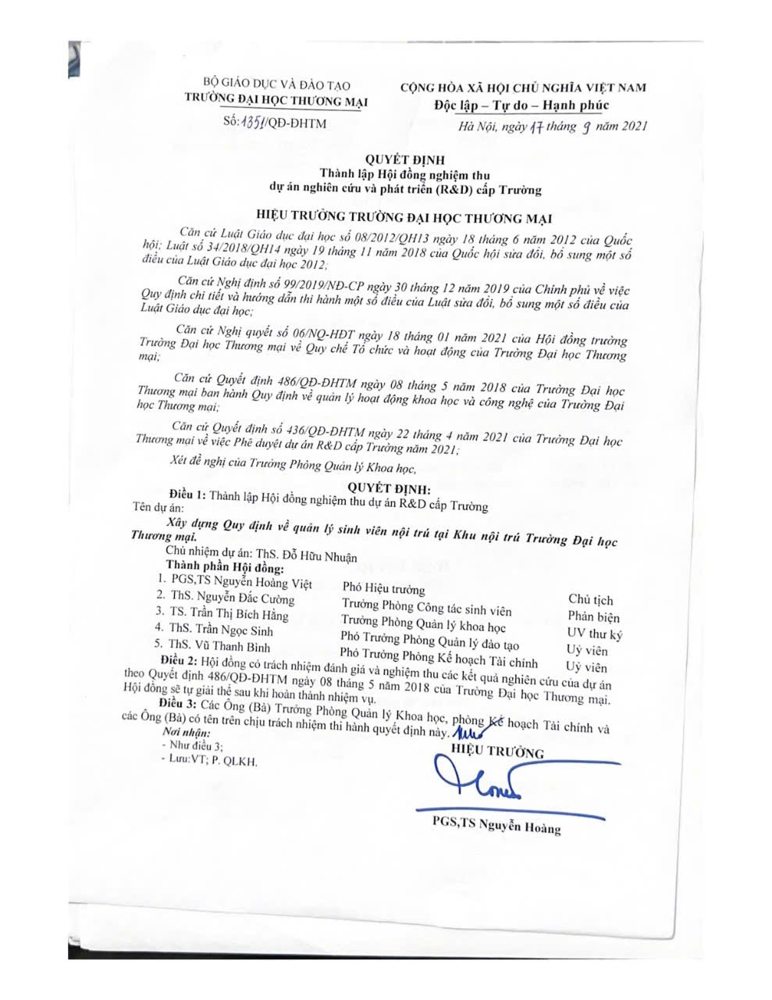 BỘ GIÁO DỤC VÀ ĐÀO TẠO
TRƯỜNG ĐẠI HỌC THƯƠNG MẠI
Số:1351/QĐ-ĐHTM
CỘNG HÒA XÃ HỘI CHỦ NGHĨA VIỆT NAM
Độc lập – Tự do – Hạnh phúc
Hà Nội, ngày 17 tháng 9 năm 2021
QUYẾT ĐỊNH
Thành lập Hội đồng nghiệm thu
dự án nghiên cứu và phát triển (R&D) cấp Trường
HIỆU TRƯỞNG TRƯỜNG ĐẠI HỌC THƯƠNG MẠI
Căn cứ Luật Giáo dục đại học số 08/2012/QH13 ngày 18 tháng 6 năm 2012 của Quốc
hội; Luật số 34/2018/QH14 ngày 19 tháng 11 năm 2018 của Quốc hội sửa đổi, bổ sung một số
điều của Luật Giáo dục đại học 2012;
Căn cứ Nghị định số 99/2019/NĐ-CP ngày 30 tháng 12 năm 2019 của Chính phủ về việc
Quy định chi tiết và hướng dẫn thi hành một số điều của Luật sửa đổi, bổ sung một số điều của
Luật Giáo dục đại học;
Căn cứ Nghị quyết số 06/NQ-HĐT ngày 18 tháng 01 năm 2021 của Hội đồng trường
Trường Đại học Thương mại về Quy chế Tổ chức và hoạt động của Trường Đại học Thương
mại;
Căn cứ Quyết định 486/QĐ-ĐHTM ngày 08 tháng 5 năm 2018 của Trường Đại học
Thương mại ban hành Quy định về quản lý hoạt động khoa học và công nghệ của Trường Đại
học Thương mại;
Căn cứ Quyết định số 436/QĐ-ĐHTM ngày 22 tháng 4 năm 2021 của Trường Đại học
Thương mại về việc Phê duyệt dự án R&D cấp Trường năm 2021;
Xét đề nghị của Trưởng Phòng Quản lý Khoa học,
QUYẾT ĐỊNH:
Điều 1: Thành lập Hội đồng nghiệm thu dự án R&D cấp Trường
Tên dự án:
Xây dựng Quy định về quản lý sinh viên nội trú tại Khu nội trú Trường Đại học
Thương mại.
Chủ nhiệm dự án: ThS. Đỗ Hữu Nhuận
Thành phần Hội đồng:
1. PGS,TS Nguyễn Hoàng Việt Phó Hiệu trưởng Chủ tịch
2. ThS. Nguyễn Đắc Cường Trưởng Phòng Công tác sinh viên Phản biện
3. TS. Trần Thị Bích Hằng Trưởng Phòng Quản lý khoa học UV thư ký
4. ThS. Trần Ngọc Sinh Phó Trưởng Phòng Quản lý đào tạo Uỷ viên
5. ThS. Vũ Thanh Bình Phó Trưởng Phòng Kế hoạch Tài chính Uỷ viên
Điều 2: Hội đồng có trách nhiệm đánh giá và nghiệm thu các kết quả nghiên cứu của dự án
theo Quyết định 486/QĐ-ĐHTM ngày 08 tháng 5 năm 2018 của Trường Đại học Thương mại.
Hội đồng sẽ tự giải thể sau khi hoàn thành nhiệm vụ.
Điều 3: Các Ông (Bà) Trưởng Phòng Quản lý Khoa học, phòng Kế hoạch Tài chính và
các Ông (Bà) có tên trên chịu trách nhiệm thi hành quyết định này.
Nơi nhận:
- Như điều 3;
- Lưu:VT; P. QLKH.
HIỆU TRƯỞNG
PGS,TS Nguyễn Hoàng